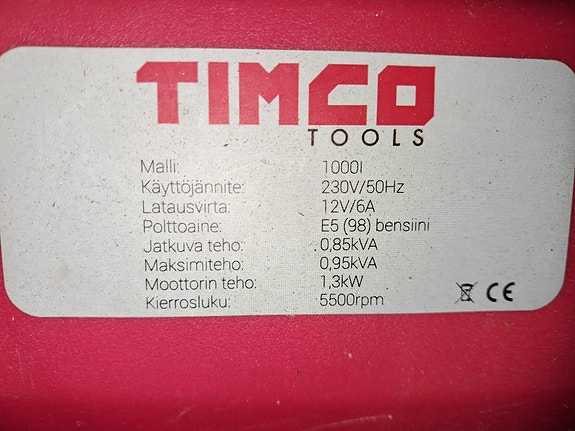 TIMCO
TOOLS
Malli: 1000I
Käyttöjännite: 230V/50Hz
Latausvirta: 12V/6A
Polttoaine: E5 (98) bensiini
Jatkuva teho: 0,85kVA
Maksimiteho: 0,95kVA
Moottorin teho: 1,3kW
Kierrosluku: 5500rpm
CE